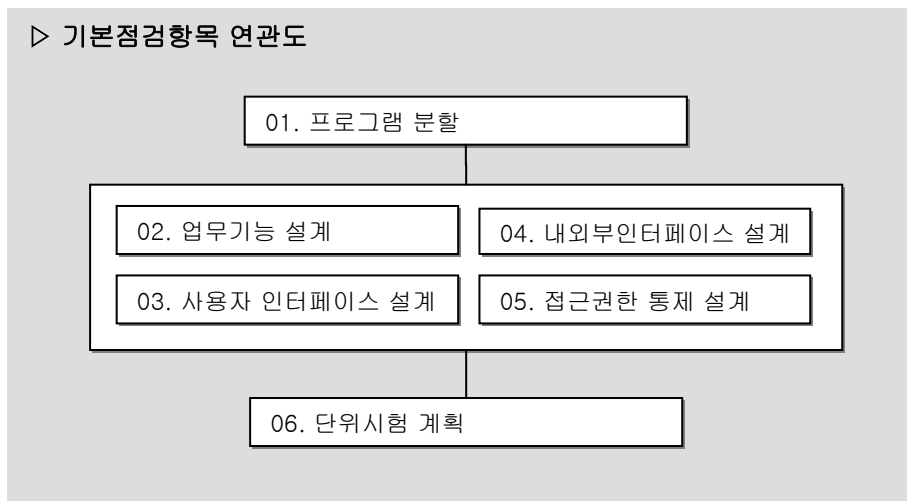 ▷ 기본점검항목 연관도
01. 프로그램 분할
02. 업무기능 설계
04. 내외부인터페이스 설계
03. 사용자 인터페이스 설계
05. 접근권한 통제 설계
06. 단위시험 계획